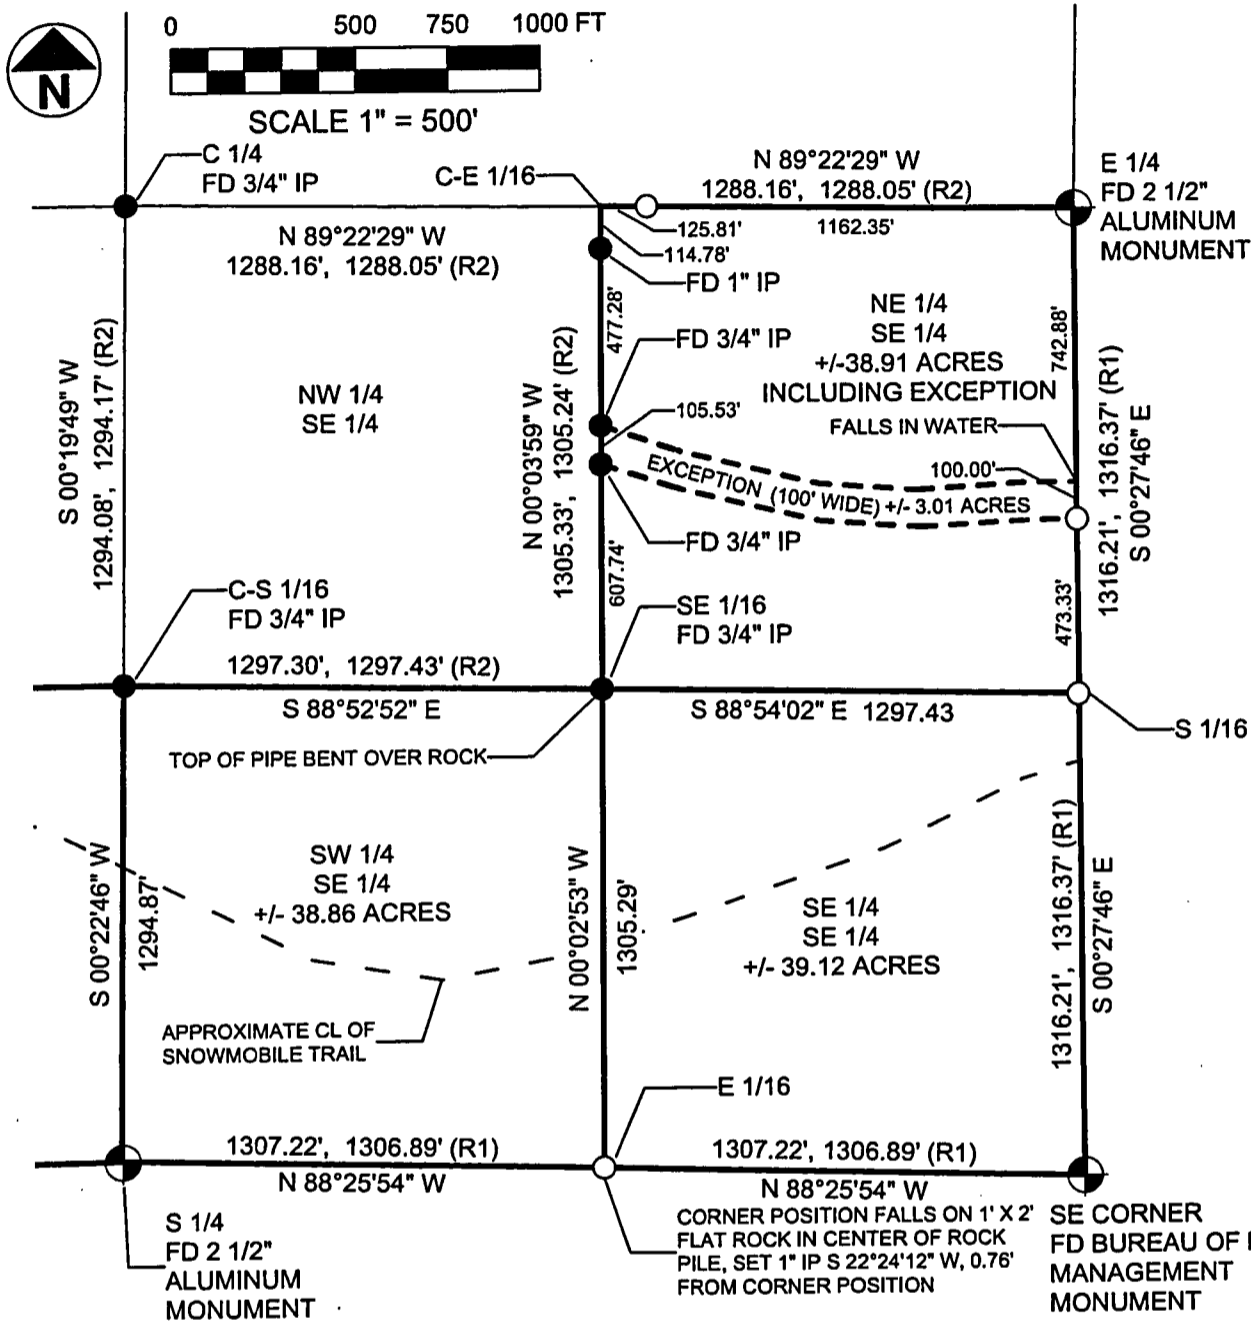 0 500 750 1000 FT
N
SCALE 1" = 500'
C 1/4
FD 3/4" IP
C-E 1/16
N 89°22'29" W
1288.16', 1288.05' (R2)
E 1/4
FD 2 1/2"
ALUMINUM
MONUMENT
125.81'
1162.35'
114.78'
FD 1" IP
N 89°22'29" W
1288.16', 1288.05' (R2)
S 00°19'49" W
1294.08', 1294.17' (R2)
NW 1/4
SE 1/4
N 00°03'59" W
1305.33', 1305.24' (R2)
477.28'
FD 3/4" IP
105.53'
NE 1/4
SE 1/4
+/-38.91 ACRES
INCLUDING EXCEPTION
FALLS IN WATER
742.88'
1316.21', 1316.37' (R1)
S 00°27'46" E
100.00'
EXCEPTION (100' WIDE) +/- 3.01 ACRES
FD 3/4" IP
607.74'
473.33'
C-S 1/16
FD 3/4" IP
SE 1/16
FD 3/4" IP
1297.30', 1297.43' (R2)
S 88°52'52" E
S 88°54'02" E 1297.43
S 1/16
TOP OF PIPE BENT OVER ROCK
S 00°22'46" W
1294.87'
SW 1/4
SE 1/4
+/- 38.86 ACRES
N 00°02'53" W
1305.29'
SE 1/4
SE 1/4
+/- 39.12 ACRES
1316.21', 1316.37' (R1)
S 00°27'46" E
APPROXIMATE CL OF
SNOWMOBILE TRAIL
E 1/16
1307.22', 1306.89' (R1)
N 88°25'54" W
1307.22', 1306.89' (R1)
N 88°25'54" W
S 1/4
FD 2 1/2"
ALUMINUM
MONUMENT
CORNER POSITION FALLS ON 1' X 2'
FLAT ROCK IN CENTER OF ROCK
PILE, SET 1" IP S 22°24'12" W, 0.76'
FROM CORNER POSITION
SE CORNER
FD BUREAU OF
MANAGEMENT
MONUMENT